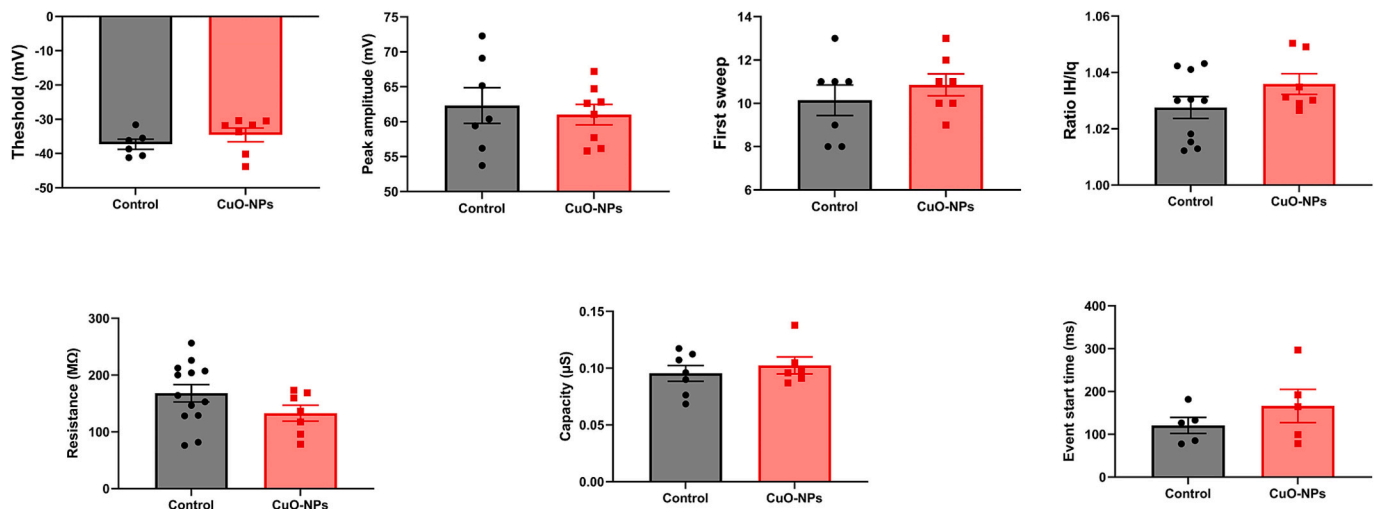 Theshold (mV)
0
-10
-20
-30
-40
-50
Control
CuO-NPs
Peak amplitude (mV)
80
75
70
65
60
55
50
Control
CuO-NPs
First sweep
14
12
10
8
6
Control
CuO-NPs
Ratio IH/Iq
1.06
1.04
1.02
1.00
Control
CuO-NPs
Resistance (MΩ)
300
200
100
0
Control
CuO-NPs
Capacity (µS)
0.15
0.10
0.05
0.00
Control
CuO-NPs
Event start time (ms)
400
300
200
100
0
Control
CuO-NPs